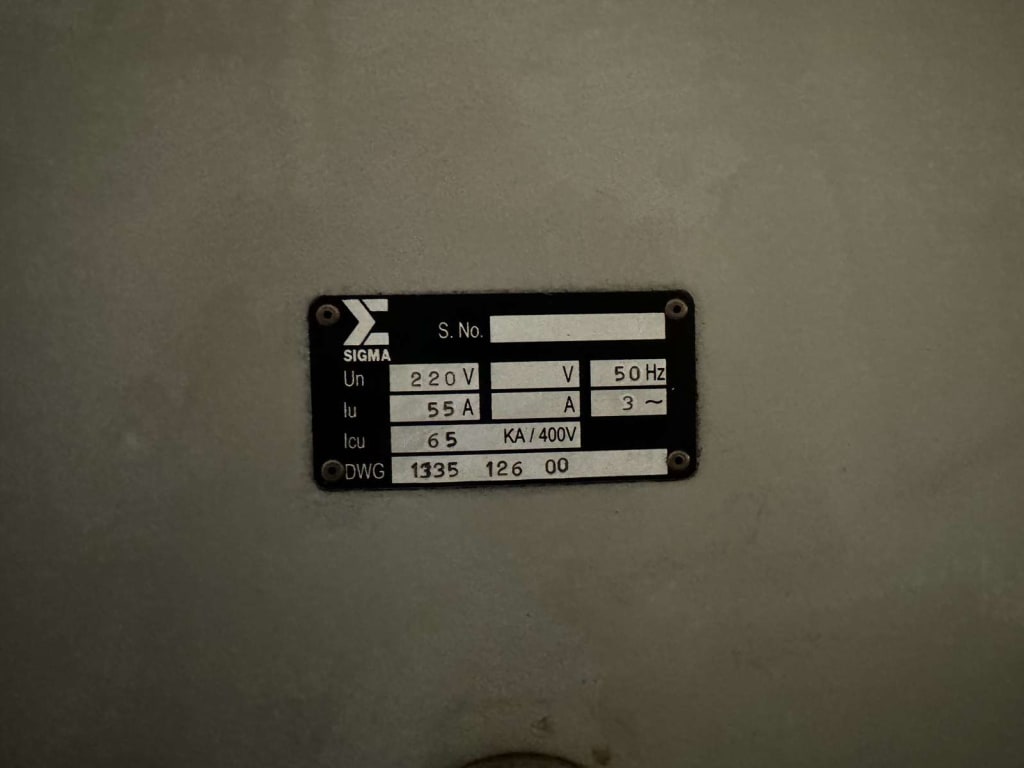 S. No.
SIGMA
Un 220V V 50Hz
Iu 55A A 3~
Icu 65 KA / 400V
DWG 1335 126 00